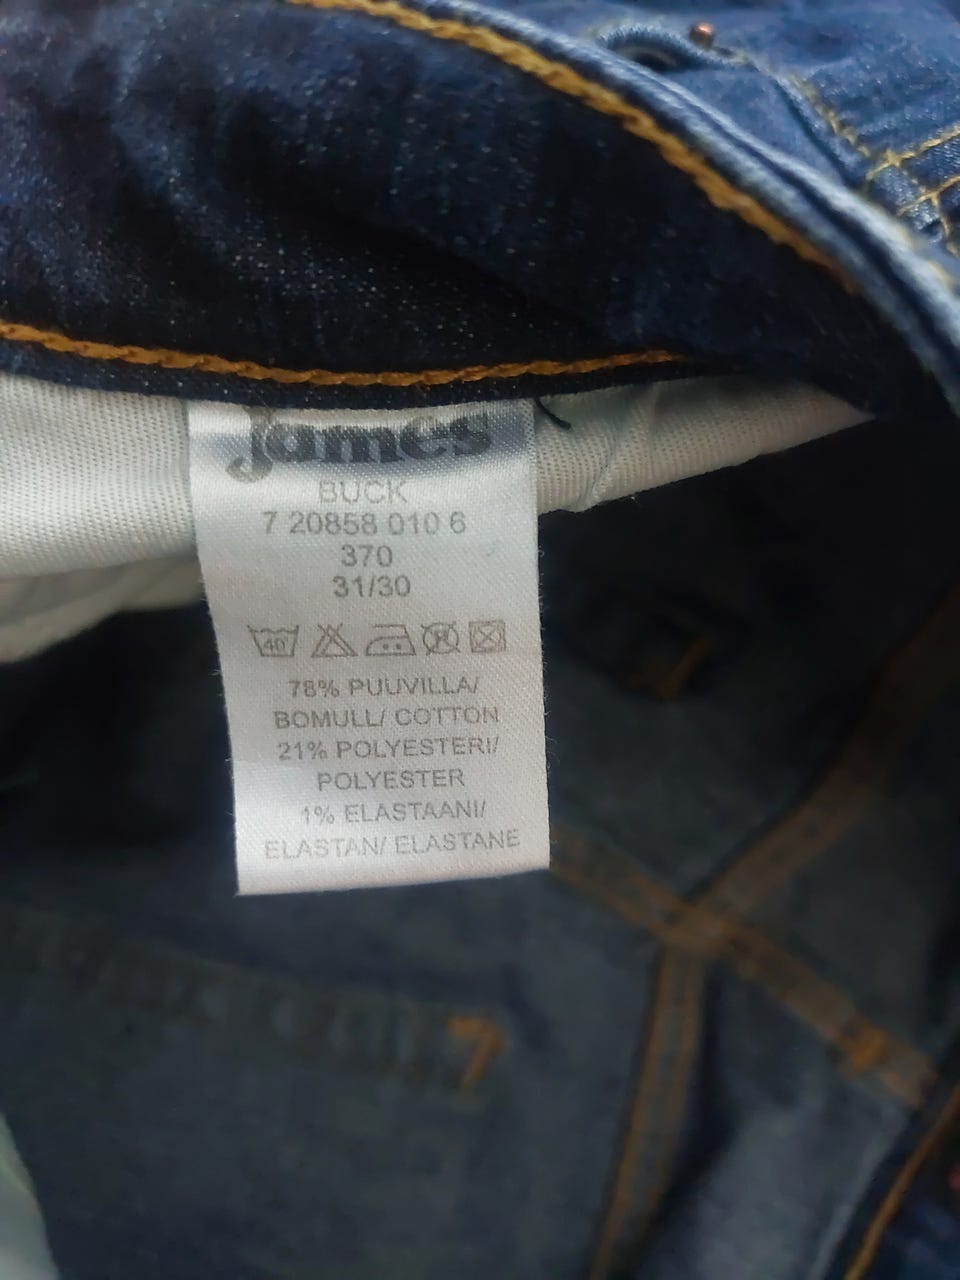 james
BUCK
7 20858 010 6
370
31/30
40
78% PUUVILLA/
BOMULL/ COTTON
21% POLYESTERI/
POLYESTER
1% ELASTAANI/
ELASTAN/ ELASTANE